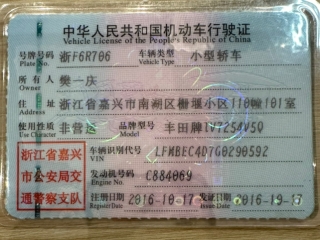 中华人民共和国机动车行驶证
Vehicle License of the People's Republic of China
号牌号码 浙F6R706 车辆类型 小型轿车
Plate No. Vehicle Type
所有人 樊一庆
Owner
住址 浙江省嘉兴市南湖区栅堰小区110幢101室
Address
使用性质 非营运 品牌型号 丰田牌TV7254VSQ
Use Character Model
浙江省嘉兴市公安局交通警察支队
车辆识别代号 LFMBEC4D7G0290592
VIN
发动机号码 C884069
Engine No.
注册日期 2016-10-17 发证日期 2016-10-17
Register Date Issue Date